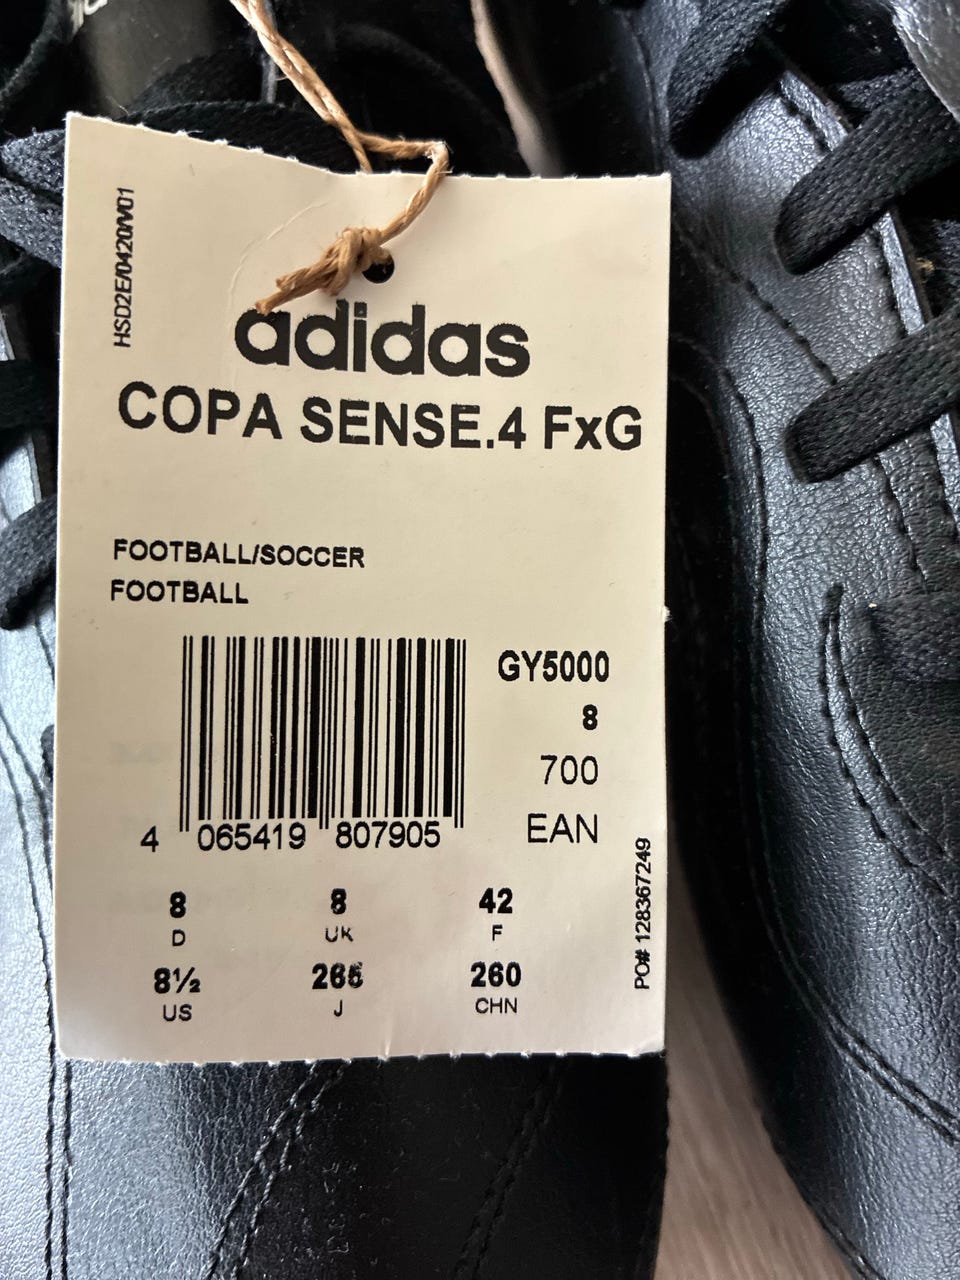 HSD2E/0420/V01
adidas
COPA SENSE.4 FxG
FOOTBALL/SOCCER
FOOTBALL
GY5000
8
700
EAN
4 065419 807905
8 8 42
D UK F
8½ 265 260
US J CHN
PO# 128367249